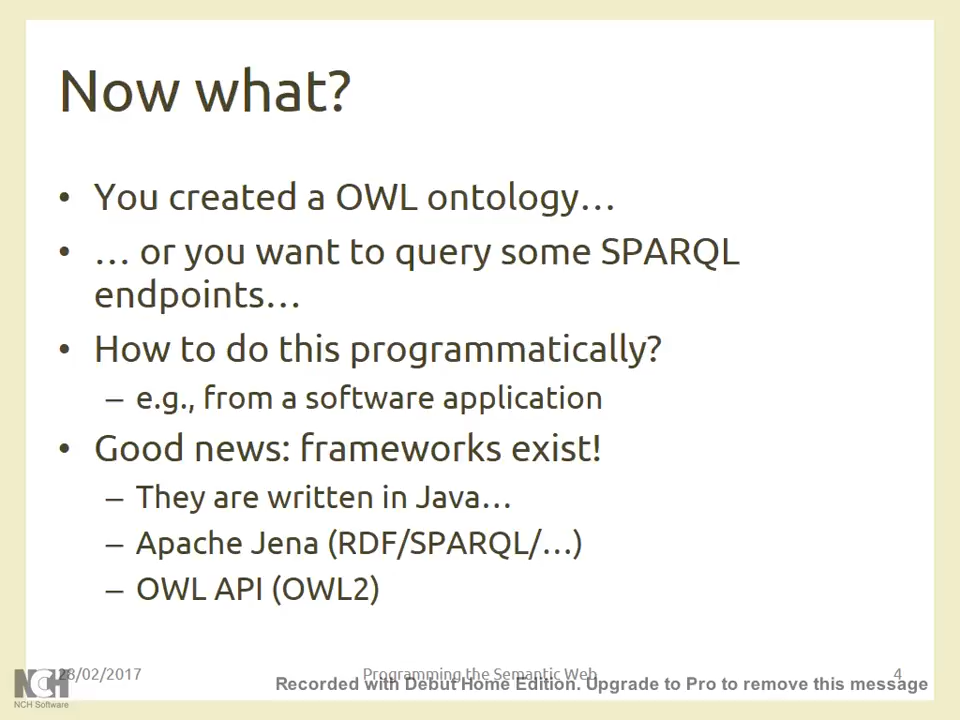 Now what?
• You created a OWL ontology…
• … or you want to query some SPARQL
endpoints…
• How to do this programmatically?
– e.g., from a software application
• Good news: frameworks exist!
– They are written in Java…
– Apache Jena (RDF/SPARQL/…)
– OWL API (OWL2)
28/02/2017
Programming the Semantic Web
4
Recorded with Debut Home Edition. Upgrade to Pro to remove this message
NCH
NCH Software